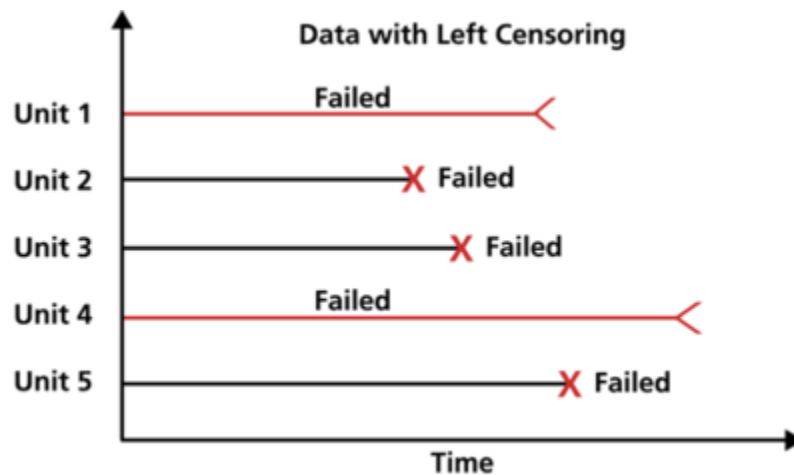 Data with Left Censoring
Unit 1
Failed
Unit 2
Failed
Unit 3
Failed
Unit 4
Failed
Unit 5
Failed
Time